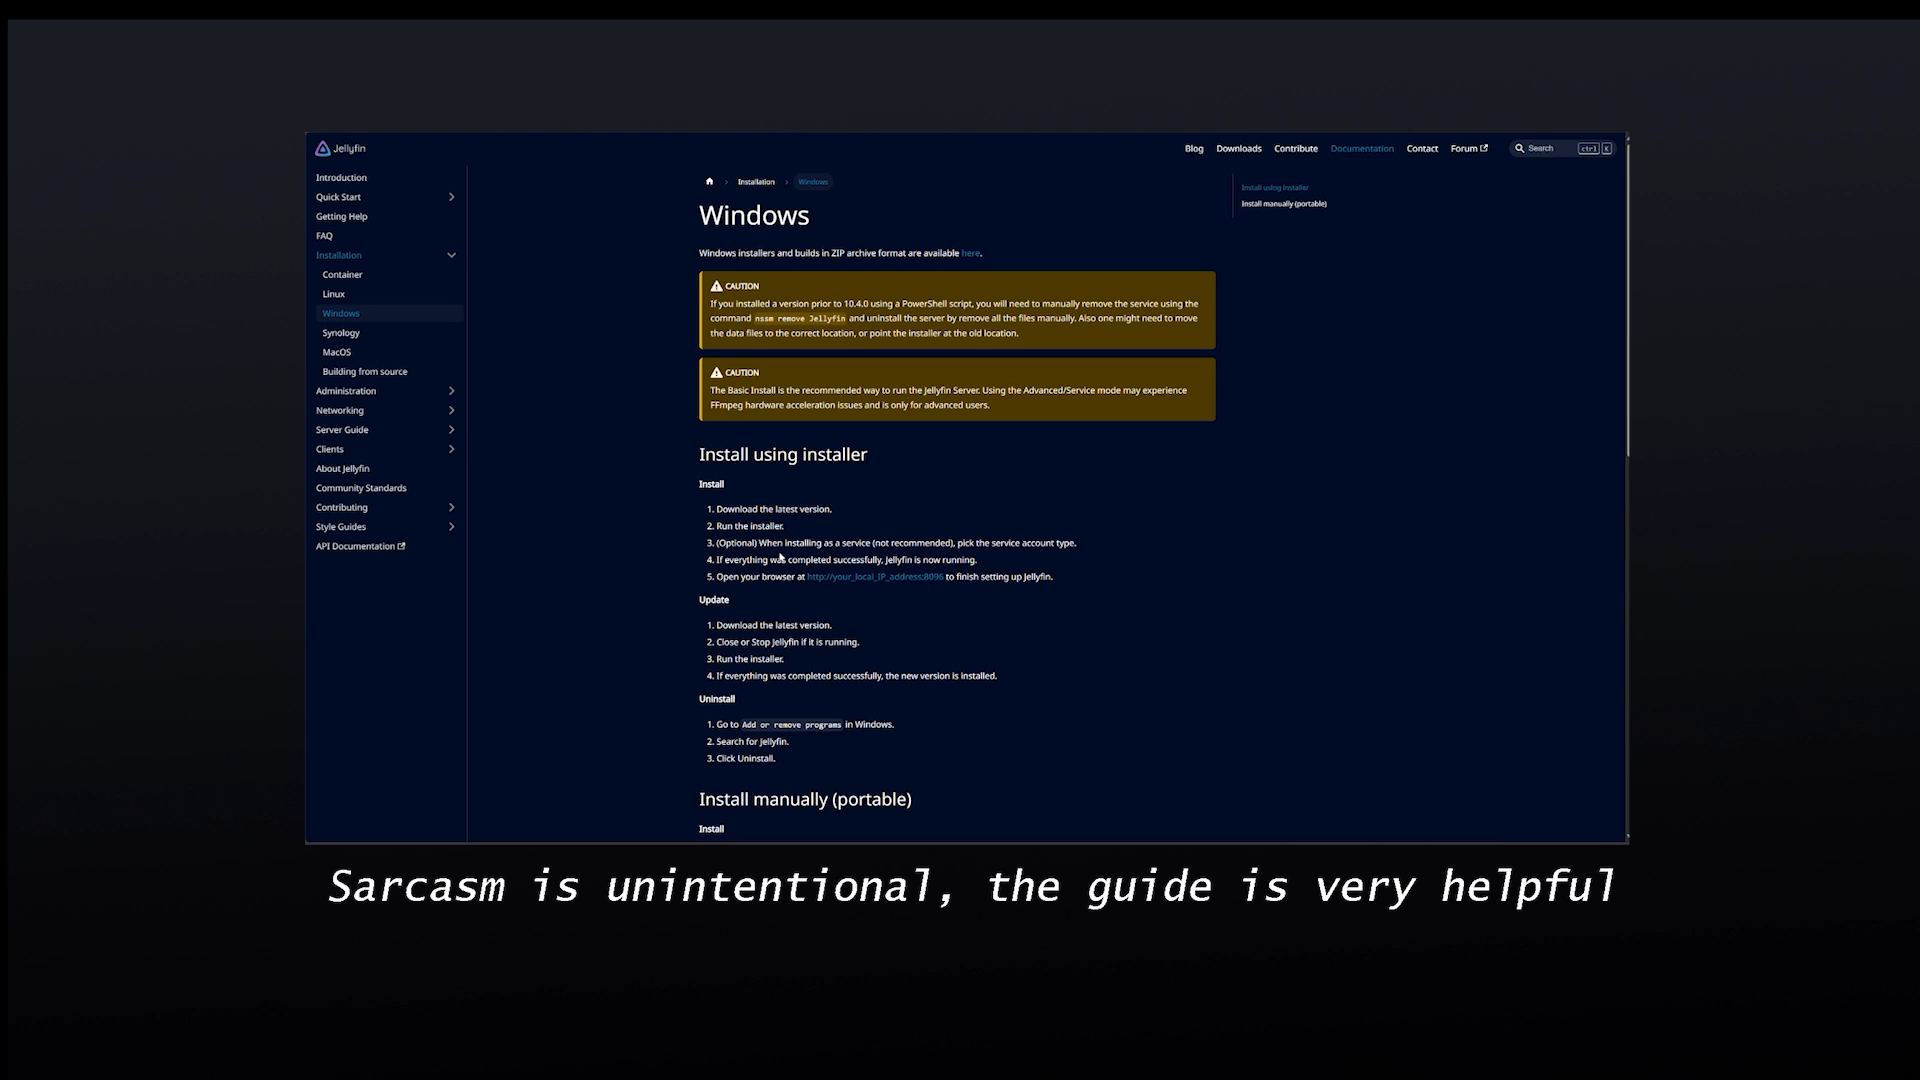 Jellyfin
Blog Downloads Contribute Documentation Contact Forum Search ctrl K
Introduction
Quick Start
Getting Help
FAQ
Installation
Container
Linux
Windows
Synology
MacOS
Building from source
Administration
Networking
Server Guide
Clients
About Jellyfin
Community Standards
Contributing
Style Guides
API Documentation
Installation Windows
Windows
Windows installers and builds in ZIP archive format are available here.
CAUTION
If you installed a version prior to 10.4.0 using a PowerShell script, you will need to manually remove the service using the
command nssm remove Jellyfin and uninstall the server by remove all the files manually. Also one might need to move
the data files to the correct location, or point the installer at the old location.
CAUTION
The Basic Install is the recommended way to run the Jellyfin Server. Using the Advanced/Service mode may experience
FFmpeg hardware acceleration issues and is only for advanced users.
Install using installer
Install
1. Download the latest version.
2. Run the installer.
3. (Optional) When installing as a service (not recommended), pick the service account type.
4. If everything was completed successfully, Jellyfin is now running.
5. Open your browser at http://your_local_IP_address:8096 to finish setting up Jellyfin.
Update
1. Download the latest version.
2. Close or Stop Jellyfin if it is running.
3. Run the installer.
4. If everything was completed successfully, the new version is installed.
Uninstall
1. Go to Add or remove programs in Windows.
2. Search for Jellyfin.
3. Click Uninstall.
Install manually (portable)
Install
Install using installer
Install manually (portable)
Sarcasm is unintentional, the guide is very helpful